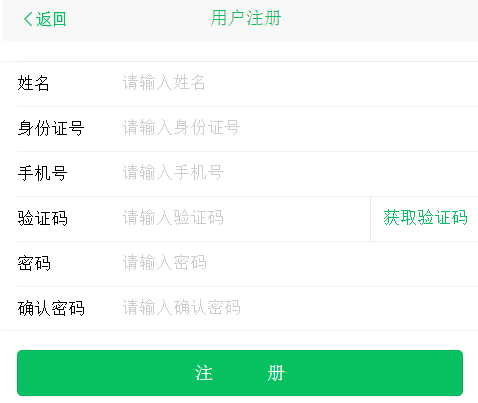 返回 用户注册
姓名 请输入姓名
身份证号 请输入身份证号
手机号 请输入手机号
验证码 请输入验证码 获取验证码
密码 请输入密码
确认密码 请输入确认密码
注 册